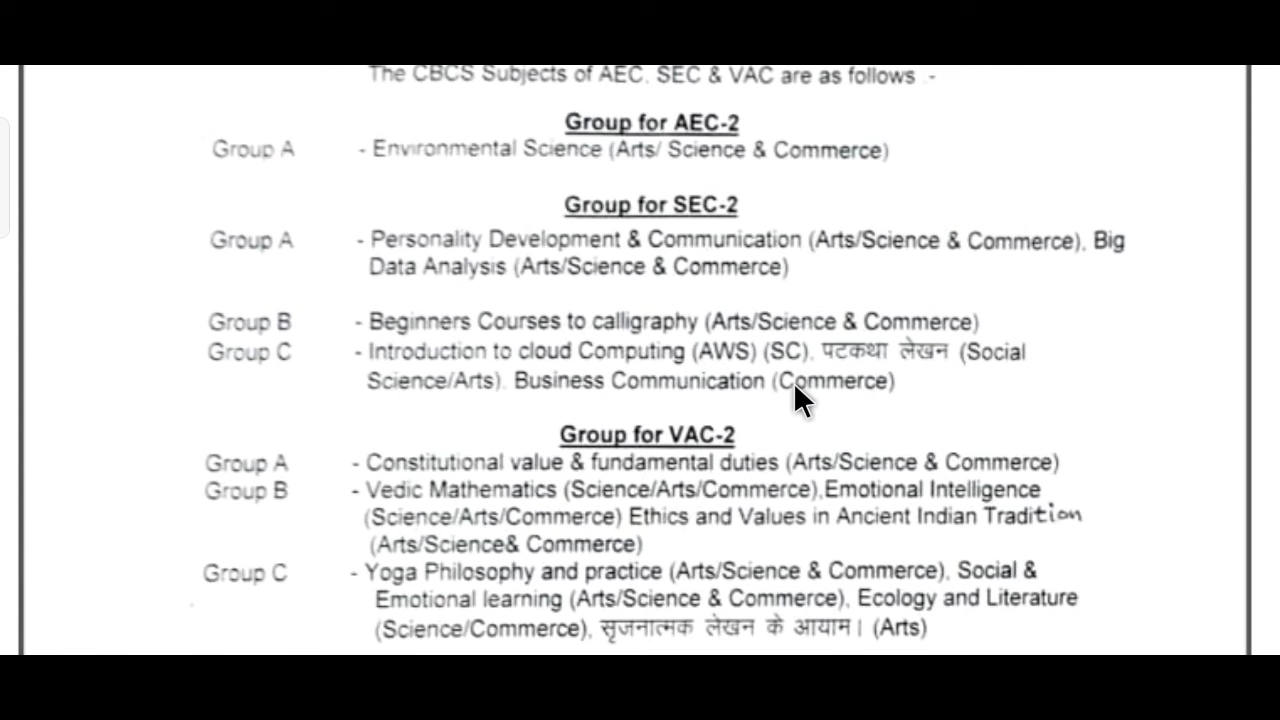 The CBCS Subjects of AEC, SEC & VAC are as follows :-
Group for AEC-2
Group A - Environmental Science (Arts/ Science & Commerce)
Group for SEC-2
Group A - Personality Development & Communication (Arts/Science & Commerce), Big
Data Analysis (Arts/Science & Commerce)
Group B - Beginners Courses to calligraphy (Arts/Science & Commerce)
Group C - Introduction to cloud Computing (AWS) (SC), पटकथा लेखन (Social
Science/Arts), Business Communication (Commerce)
Group for VAC-2
Group A - Constitutional value & fundamental duties (Arts/Science & Commerce)
Group B - Vedic Mathematics (Science/Arts/Commerce),Emotional Intelligence
(Science/Arts/Commerce) Ethics and Values in Ancient Indian Tradition
(Arts/Science& Commerce)
Group C - Yoga Philosophy and practice (Arts/Science & Commerce), Social &
Emotional learning (Arts/Science & Commerce), Ecology and Literature
(Science/Commerce), सृजनात्मक लेखन के आयाम। (Arts)